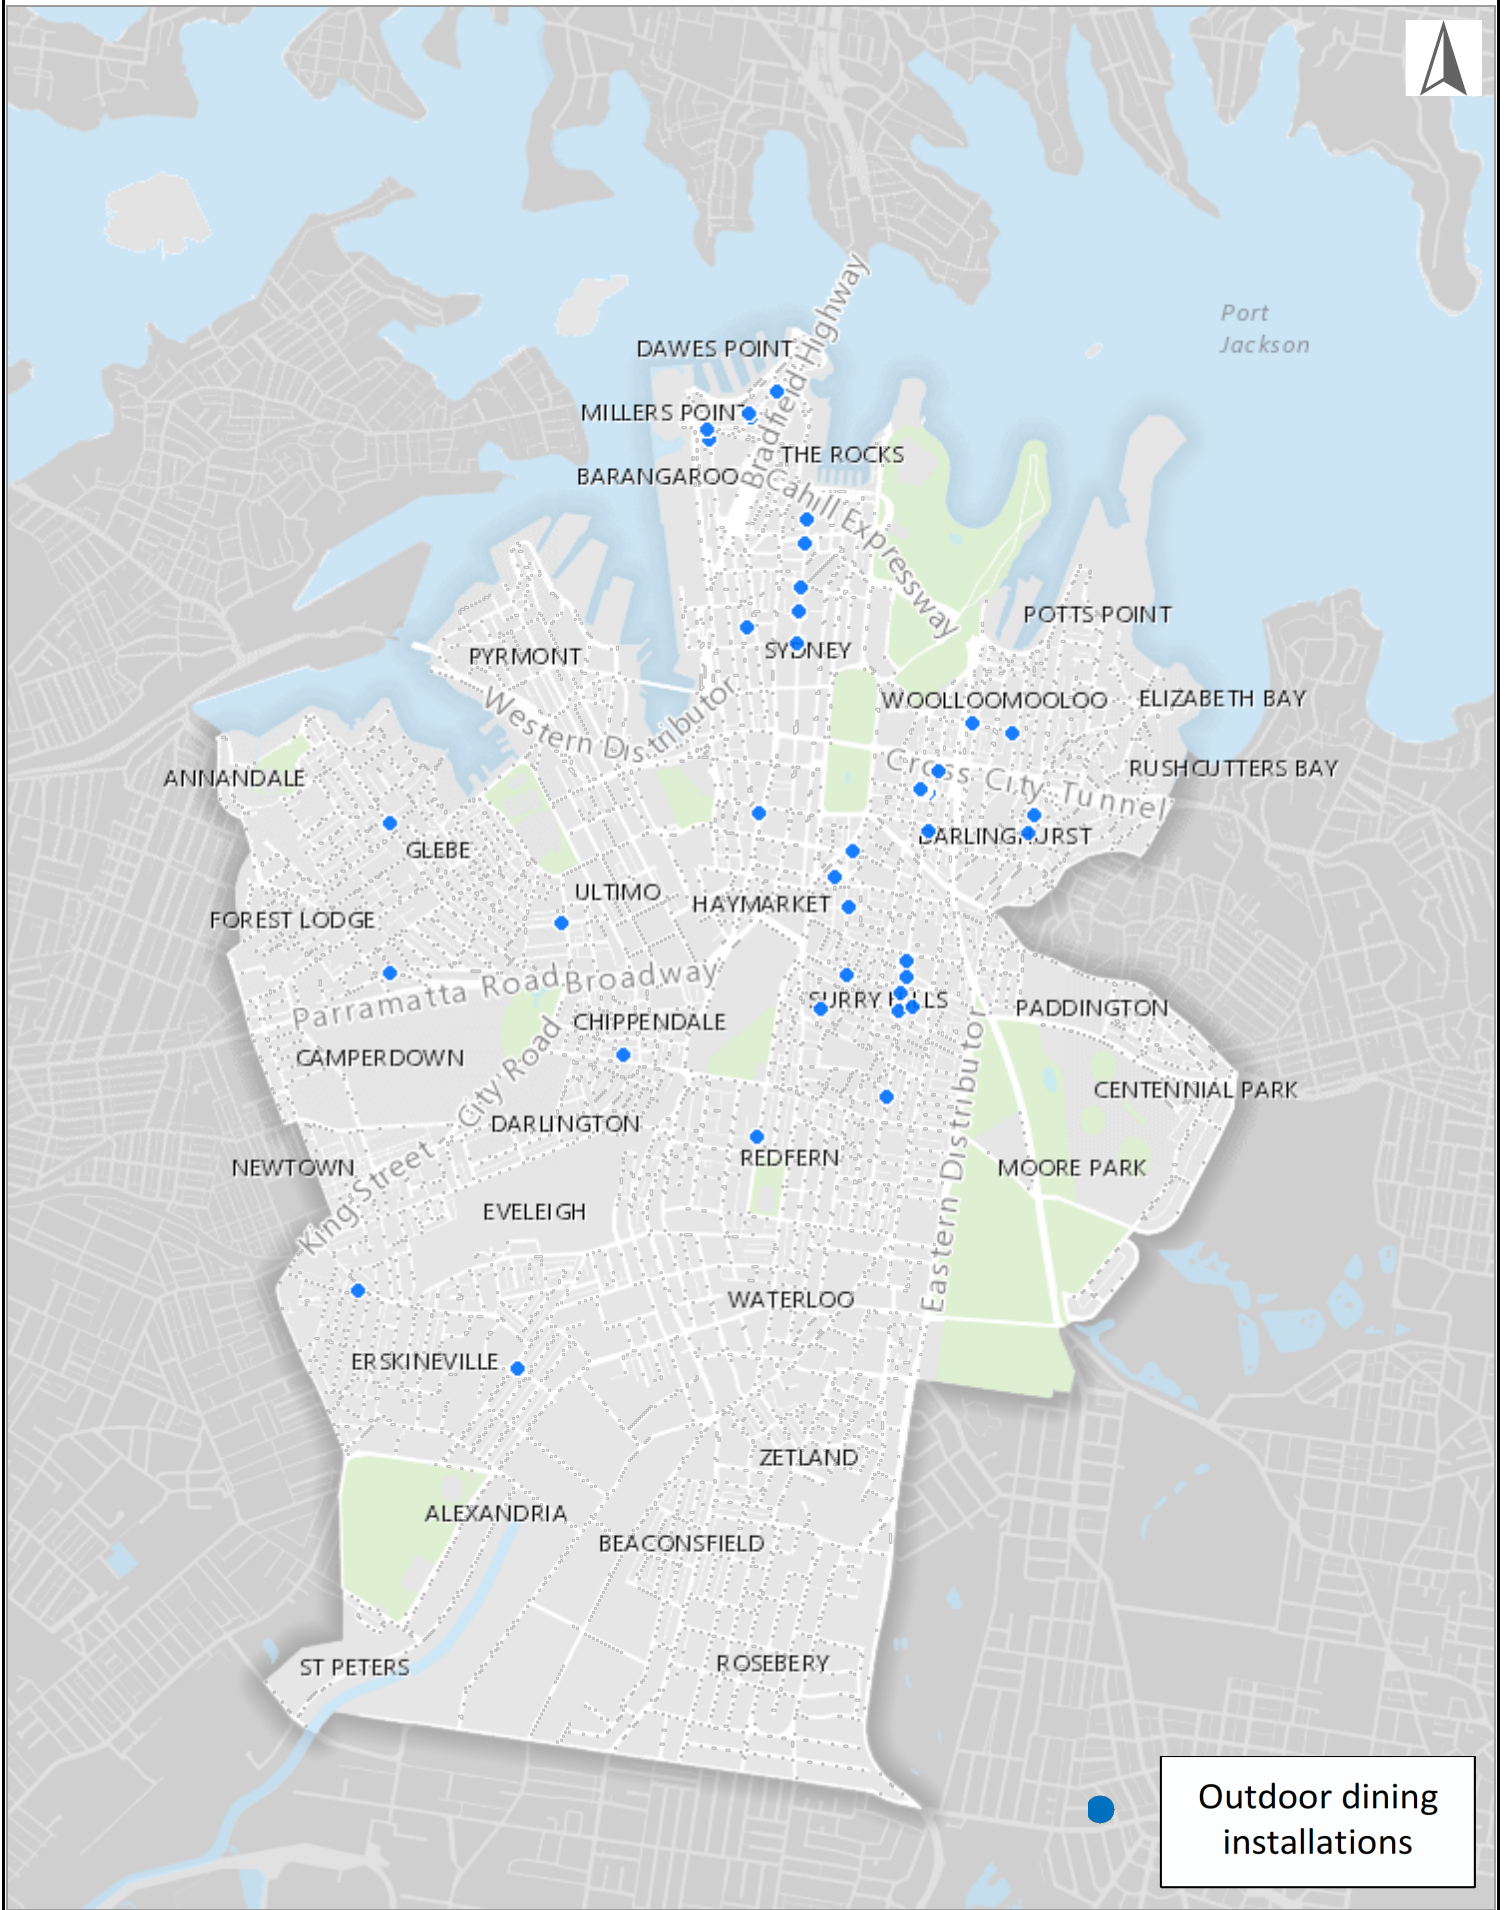 Port
Jackson
Bradfield Highway
DAWES POINT
MILLERS POINT
THE ROCKS
BARANGAROO
Cahill Expressway
POTTS POINT
SYDNEY
PYRMONT
WOOLLOOMOOLOO
ELIZABETH BAY
Western Distributor
Cross City Tunnel
RUSHCUTTERS BAY
ANNANDALE
DARLINGHURST
GLEBE
ULTIMO
HAYMARKET
FOREST LODGE
Parramatta Road
Broadway
SURRY HILLS
PADDINGTON
CHIPPENDALE
CAMPERDOWN
City Road
CENTENNIAL PARK
DARLINGTON
Eastern Distributor
REDFERN
NEWTOWN
MOORE PARK
King Street
EVELEIGH
WATERLOO
ERSKINEVILLE
ZETLAND
ALEXANDRIA
BEACONSFIELD
ST PETERS
ROSEBERY
Outdoor dining
installations